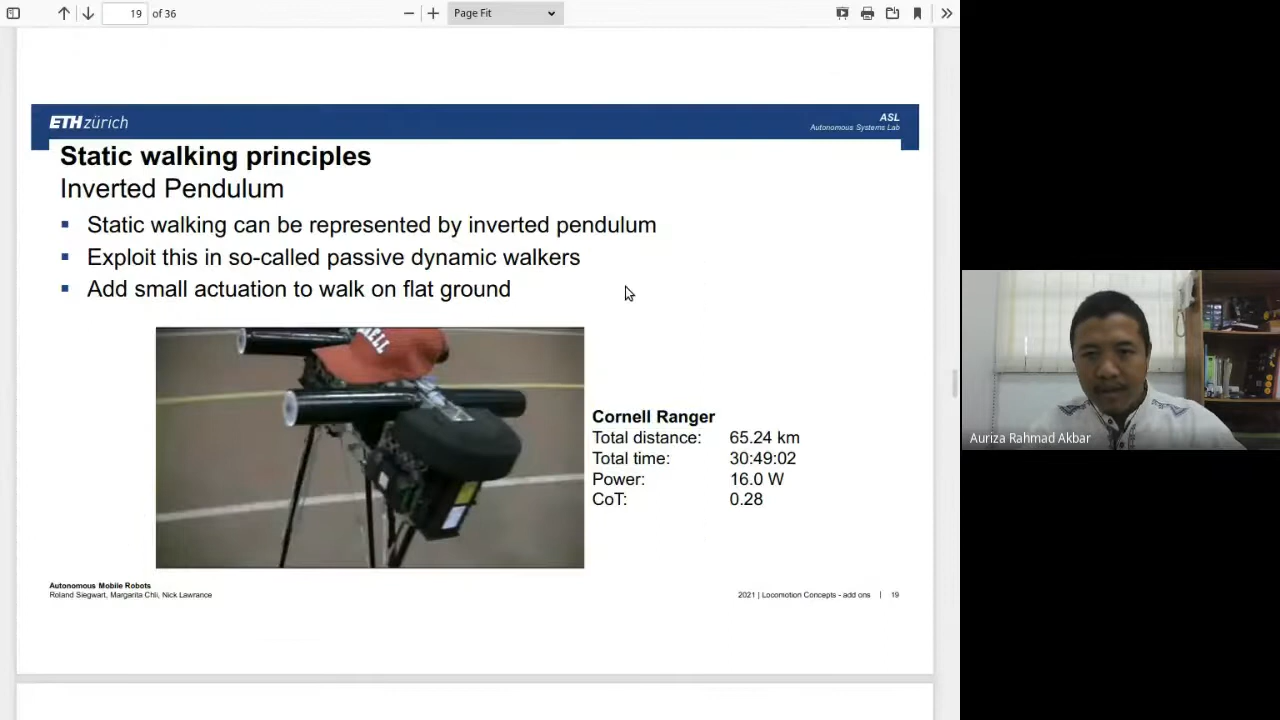 19 of 36
Page Fit
ETH zürich
ASL
Autonomous Systems Lab
Static walking principles
Inverted Pendulum
Static walking can be represented by inverted pendulum
Exploit this in so-called passive dynamic walkers
Add small actuation to walk on flat ground
Cornell Ranger
Total distance: 65.24 km
Total time: 30:49:02
Power: 16.0 W
CoT: 0.28
Autonomous Mobile Robots
Roland Siegwart, Margarita Chli, Nick Lawrance
2021 | Locomotion Concepts - add ons | 19
Auriza Rahmad Akbar